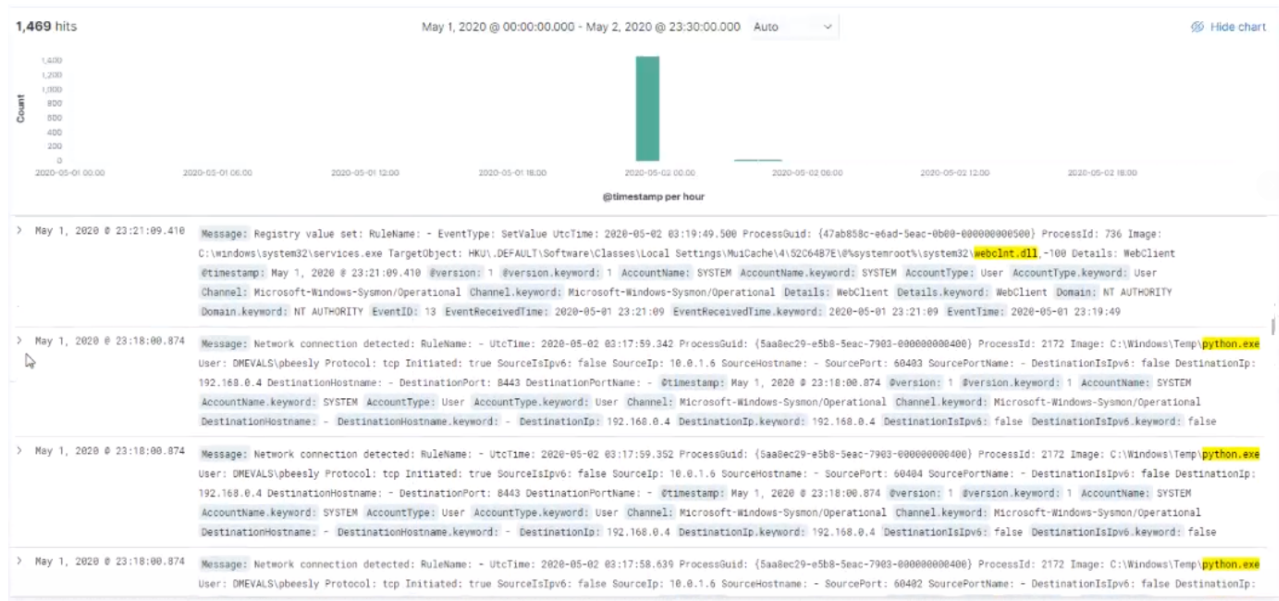 1,469 hits
May 1, 2020 @ 00:00:00.000 - May 2, 2020 @ 23:30:00.000
Auto
Hide chart
1,400
1,200
1,000
800
600
400
200
0
Count
2020-05-01 00:00
2020-05-01 06:00
2020-05-01 12:00
2020-05-01 18:00
2020-05-02 00:00
2020-05-02 06:00
2020-05-02 12:00
2020-05-02 18:00
@timestamp per hour
May 1, 2020 @ 23:21:09.410
Message: Registry value set: RuleName: - EventType: SetValue UtcTime: 2020-05-02 03:19:49.500 ProcessGuid: {47ab858c-e6ad-5eac-0b00-000000000500} ProcessId: 736 Image:
C:\windows\system32\services.exe TargetObject: HKU\.DEFAULT\Software\Classes\Local Settings\MuiCache\4\52C64B7E\@%systemroot%\system32\webclnt.dll,-100 Details: WebClient
@timestamp: May 1, 2020 @ 23:21:09.410 @version: 1 @version.keyword: 1 AccountName: SYSTEM AccountName.keyword: SYSTEM AccountType: User AccountType.keyword: User
Channel: Microsoft-Windows-Sysmon/Operational Channel.keyword: Microsoft-Windows-Sysmon/Operational Details: WebClient Details.keyword: WebClient Domain: NT AUTHORITY
Domain.keyword: NT AUTHORITY EventID: 13 EventReceivedTime: 2020-05-01 23:21:09 EventReceivedTime.keyword: 2020-05-01 23:21:09 EventTime: 2020-05-01 23:19:49
May 1, 2020 @ 23:18:00.874
Message: Network connection detected: RuleName: - UtcTime: 2020-05-02 03:17:59.342 ProcessGuid: {5aa8ec29-e5b8-5eac-7903-000000000400} ProcessId: 2172 Image: C:\Windows\Temp\python.exe
User: DMEVALS\pbeesly Protocol: tcp Initiated: true SourceIsIpv6: false SourceIp: 10.0.1.6 SourceHostname: - SourcePort: 60403 SourcePortName: - DestinationIsIpv6: false DestinationIp:
192.168.0.4 DestinationHostname: - DestinationPort: 8443 DestinationPortName: - @timestamp: May 1, 2020 @ 23:18:00.874 @version: 1 @version.keyword: 1 AccountName: SYSTEM
AccountName.keyword: SYSTEM AccountType: User AccountType.keyword: User Channel: Microsoft-Windows-Sysmon/Operational Channel.keyword: Microsoft-Windows-Sysmon/Operational
DestinationHostname: - DestinationHostname.keyword: - DestinationIp: 192.168.0.4 DestinationIp.keyword: 192.168.0.4 DestinationIsIpv6: false DestinationIsIpv6.keyword: false
May 1, 2020 @ 23:18:00.874
Message: Network connection detected: RuleName: - UtcTime: 2020-05-02 03:17:59.352 ProcessGuid: {5aa8ec29-e5b8-5eac-7903-000000000400} ProcessId: 2172 Image: C:\Windows\Temp\python.exe
User: DMEVALS\pbeesly Protocol: tcp Initiated: true SourceIsIpv6: false SourceIp: 10.0.1.6 SourceHostname: - SourcePort: 60404 SourcePortName: - DestinationIsIpv6: false DestinationIp:
192.168.0.4 DestinationHostname: - DestinationPort: 8443 DestinationPortName: - @timestamp: May 1, 2020 @ 23:18:00.874 @version: 1 @version.keyword: 1 AccountName: SYSTEM
AccountName.keyword: SYSTEM AccountType: User AccountType.keyword: User Channel: Microsoft-Windows-Sysmon/Operational Channel.keyword: Microsoft-Windows-Sysmon/Operational
DestinationHostname: - DestinationHostname.keyword: - DestinationIp: 192.168.0.4 DestinationIp.keyword: 192.168.0.4 DestinationIsIpv6: false DestinationIsIpv6.keyword: false
May 1, 2020 @ 23:18:00.874
Message: Network connection detected: RuleName: - UtcTime: 2020-05-02 03:17:58.639 ProcessGuid: {5aa8ec29-e5b8-5eac-7903-000000000400} ProcessId: 2172 Image: C:\Windows\Temp\python.exe
User: DMEVALS\pbeesly Protocol: tcp Initiated: true SourceIsIpv6: false SourceIp: 10.0.1.6 SourceHostname: - SourcePort: 60402 SourcePortName: - DestinationIsIpv6: false DestinationIp: